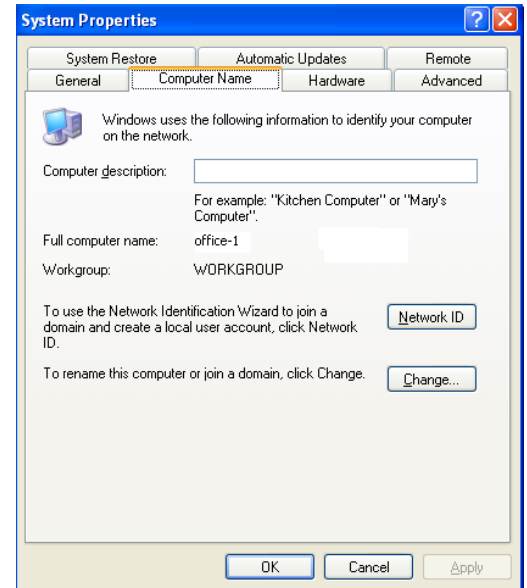 System Properties
System Restore Automatic Updates Remote
General Computer Name Hardware Advanced
Windows uses the following information to identify your computer
on the network.
Computer description:
For example: "Kitchen Computer" or "Mary's
Computer".
Full computer name: office-1
Workgroup: WORKGROUP
To use the Network Identification Wizard to join a
domain and create a local user account, click Network
ID.
Network ID
To rename this computer or join a domain, click Change.
Change...
OK Cancel Apply